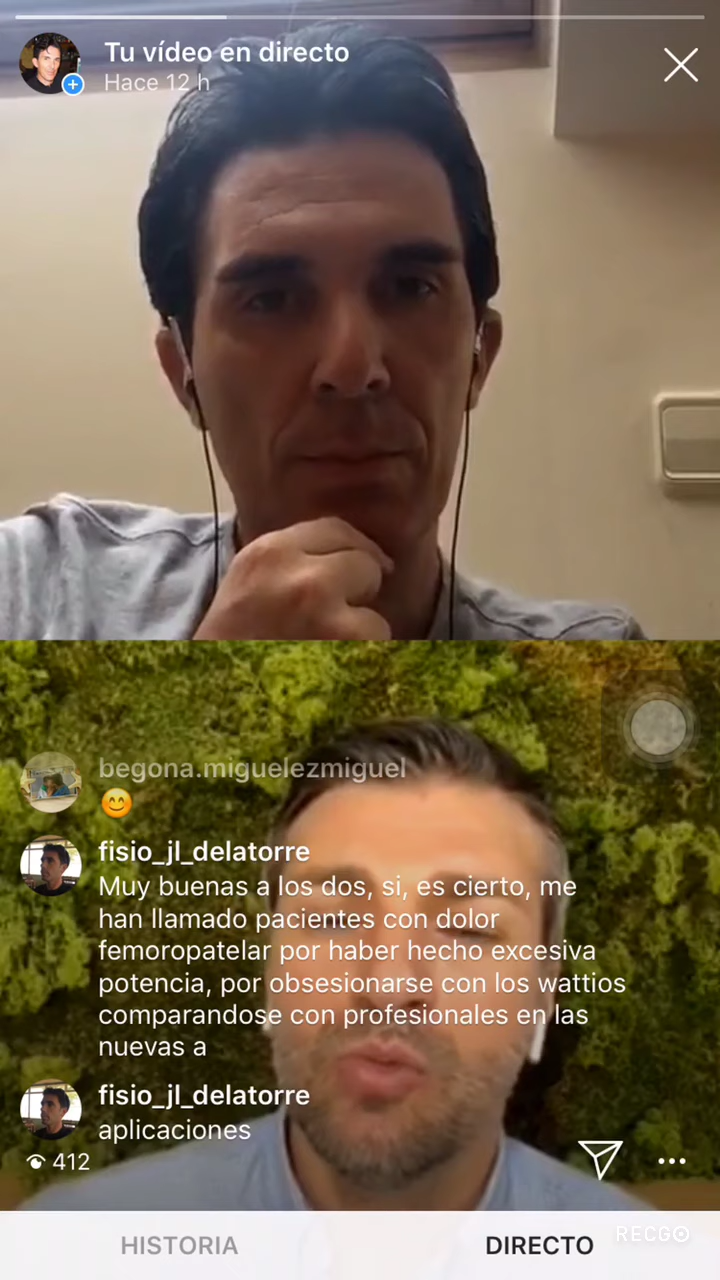 Tu vídeo en directo
Hace 12 h
begona.miguelezmiguel
😊
fisio_jl_delatorre
Muy buenas a los dos, si, es cierto, me
han llamado pacientes con dolor
femoropatelar por haber hecho excesiva
potencia, por obsesionarse con los wattios
comparandose con profesionales en las
nuevas a
fisio_jl_delatorre
aplicaciones
412
HISTORIA
DIRECTO
RECGO